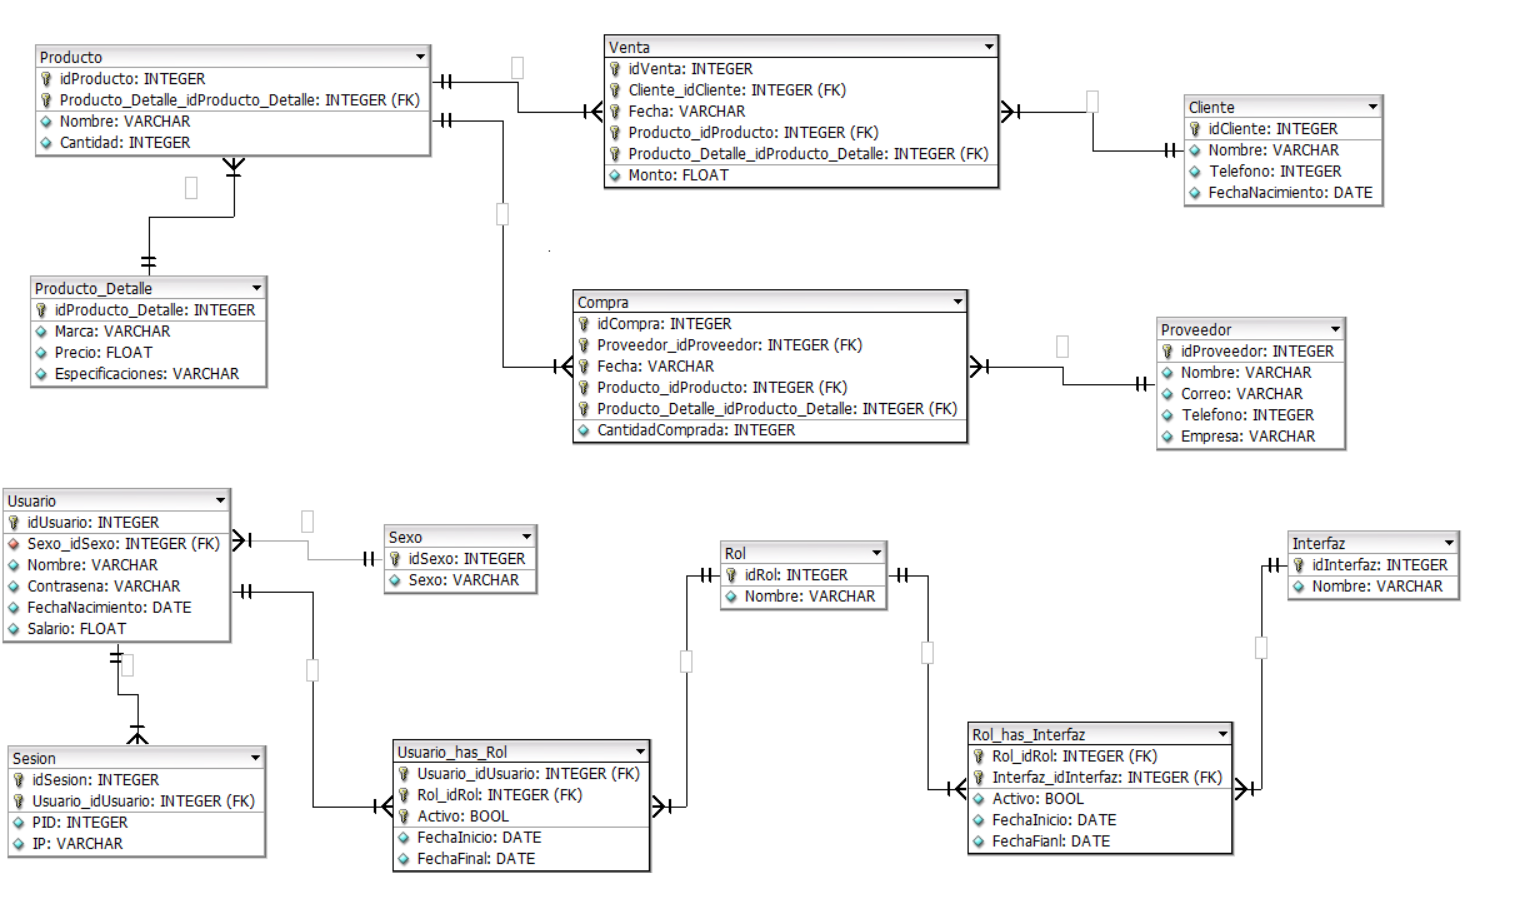 Producto
idProducto: INTEGER
Producto_Detalle_idProducto_Detalle: INTEGER (FK)
Nombre: VARCHAR
Cantidad: INTEGER
Venta
idVenta: INTEGER
Cliente_idCliente: INTEGER (FK)
Fecha: VARCHAR
Producto_idProducto: INTEGER (FK)
Producto_Detalle_idProducto_Detalle: INTEGER (FK)
Monto: FLOAT
Cliente
idCliente: INTEGER
Nombre: VARCHAR
Telefono: INTEGER
FechaNacimiento: DATE
Producto_Detalle
idProducto_Detalle: INTEGER
Marca: VARCHAR
Precio: FLOAT
Especificaciones: VARCHAR
Compra
idCompra: INTEGER
Proveedor_idProveedor: INTEGER (FK)
Fecha: VARCHAR
Producto_idProducto: INTEGER (FK)
Producto_Detalle_idProducto_Detalle: INTEGER (FK)
CantidadComprada: INTEGER
Proveedor
idProveedor: INTEGER
Nombre: VARCHAR
Correo: VARCHAR
Telefono: INTEGER
Empresa: VARCHAR
Usuario
idUsuario: INTEGER
Sexo_idSexo: INTEGER (FK)
Nombre: VARCHAR
Contrasena: VARCHAR
FechaNacimiento: DATE
Salario: FLOAT
Sexo
idSexo: INTEGER
Sexo: VARCHAR
Rol
idRol: INTEGER
Nombre: VARCHAR
Interfaz
idInterfaz: INTEGER
Nombre: VARCHAR
Sesion
idSesion: INTEGER
Usuario_idUsuario: INTEGER (FK)
PID: INTEGER
IP: VARCHAR
Usuario_has_Rol
Usuario_idUsuario: INTEGER (FK)
Rol_idRol: INTEGER (FK)
Activo: BOOL
FechaInicio: DATE
FechaFinal: DATE
Rol_has_Interfaz
Rol_idRol: INTEGER (FK)
Interfaz_idInterfaz: INTEGER (FK)
Activo: BOOL
FechaInicio: DATE
FechaFianl: DATE